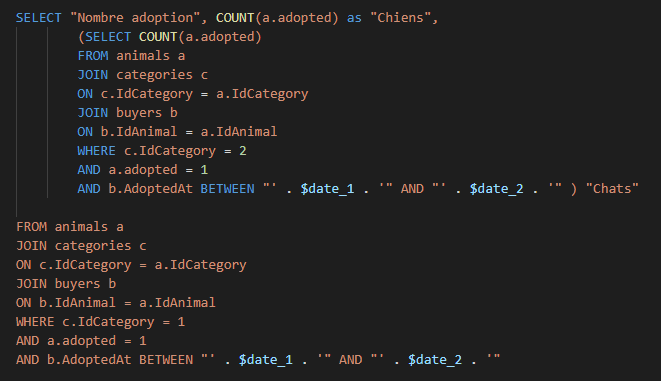 SELECT "Nombre adoption", COUNT(a.adopted) as "Chiens",
(SELECT COUNT(a.adopted)
FROM animals a
JOIN categories c
ON c.IdCategory = a.IdCategory
JOIN buyers b
ON b.IdAnimal = a.IdAnimal
WHERE c.IdCategory = 2
AND a.adopted = 1
AND b.AdoptedAt BETWEEN "' . $date_1 . '" AND "' . $date_2 . '" ) "Chats"
FROM animals a
JOIN categories c
ON c.IdCategory = a.IdCategory
JOIN buyers b
ON b.IdAnimal = a.IdAnimal
WHERE c.IdCategory = 1
AND a.adopted = 1
AND b.AdoptedAt BETWEEN "' . $date_1 . '" AND "' . $date_2 . '"